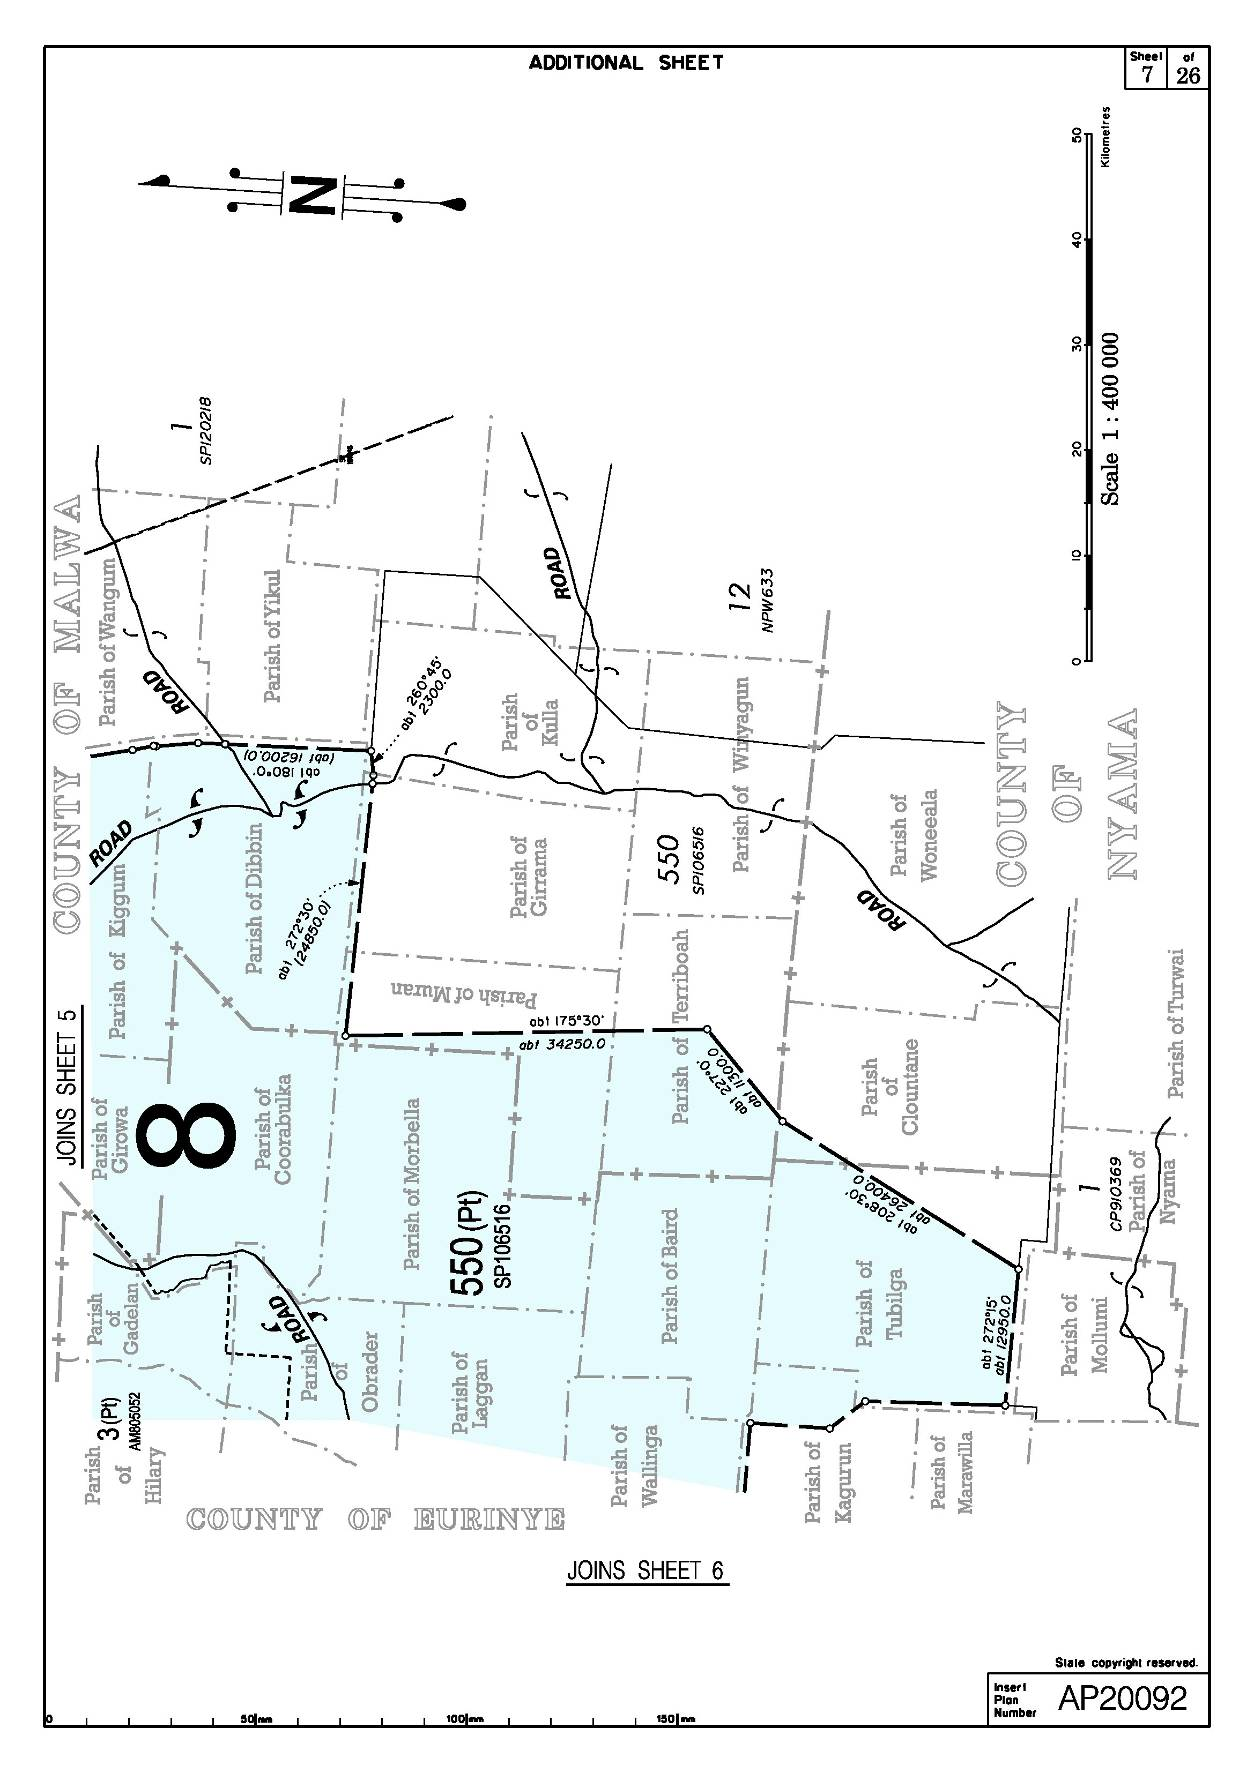 ADDITIONAL SHEET
Sheet
7
of
26
N
50
40
30
20
10
0
Kilometres
Scale 1 : 400 000
1
SP120218
COUNTY OF MALWA
Parish of Wangum
Parish of Yikul
ROAD
ROAD
12
NPW633
abt 260°45'
2300.0
Parish
of
Kulla
Parish of Winyagun
abt 180°0'
(abt 16200.0)
ROAD
Parish of Kiggum
Parish of Dibbin
abt 272°30'
(24850.0)
Parish of
Girrama
550
SP106516
Parish of
Woneeala
ROAD
COUNTY
OF
NYAMA
Parish of Muran
Parish of Terriboah
JOINS SHEET 5
abt 175°30'
abt 34250.0
abt 227°0'
abt 11300.0
Parish
of
Clountane
Parish of Turwai
Parish of
Girowa
8
Parish of
Coorabulka
Parish of Morbella
550 (Pt)
SP106516
Parish of Bard
abt 208°30'
abt 26400.0
1
CP910369
Parish of
Nyama
Parish
of
Gadelan
ROAD
Parish
of
Obrader
Parish of
Tubilga
abt 272°15'
abt 12950.0
Parish of
Mollumi
3 (Pt)
AM805052
Parish
of
Hilary
Parish of
Laggan
Parish of
Wallinga
Parish of
Kagurun
Parish of
Marawilla
COUNTY OF EURINYE
JOINS SHEET 6
State copyright reserved.
Insert
Plan
Number
AP20092
0
50mm
100mm
150mm